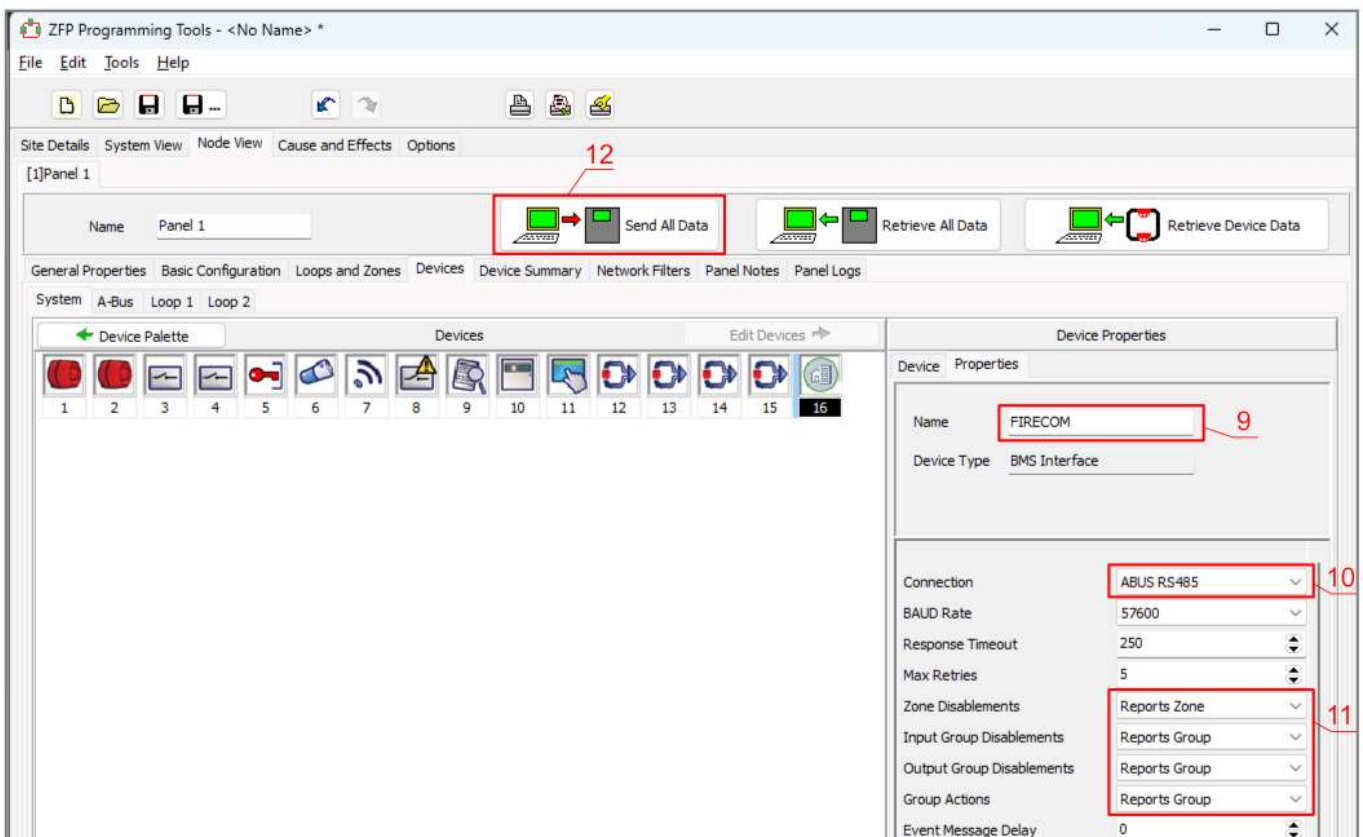 ZFP Programming Tools - <No Name> *
File Edit Tools Help
...
Site Details System View Node View Cause and Effects Options
12
[1]Panel 1
Name Panel 1 Send All Data Retrieve All Data Retrieve Device Data
General Properties Basic Configuration Loops and Zones Devices Device Summary Network Filters Panel Notes Panel Logs
System A-Bus Loop 1 Loop 2
Device Palette Devices Edit Devices Device Properties
Device Properties
1 2 3 4 5 6 7 8 9 10 11 12 13 14 15 16
Name FIRECOM 9
Device Type BMS Interface
Connection ABUS RS485 10
BAUD Rate 57600
Response Timeout 250
Max Retries 5
Zone Disablements Reports Zone 11
Input Group Disablements Reports Group
Output Group Disablements Reports Group
Group Actions Reports Group
Event Message Delay 0